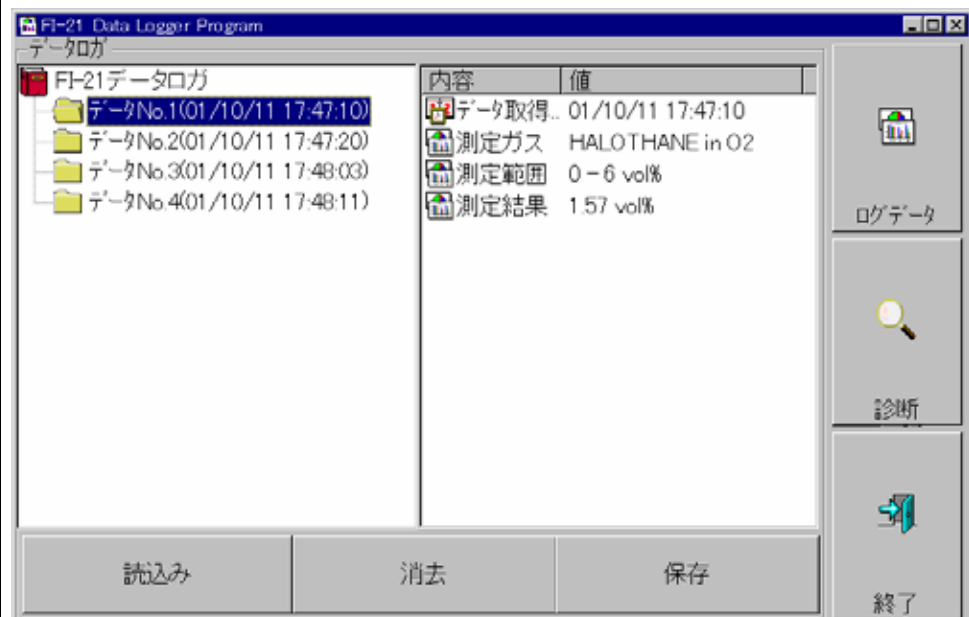 FI-21 Data Logger Program
ﾃﾞｰﾀﾛｶﾞ
FI-21データロガ
ﾃﾞｰﾀNo.1(01/10/11 17:47:10)
ﾃﾞｰﾀNo.2(01/10/11 17:47:20)
ﾃﾞｰﾀNo.3(01/10/11 17:48:03)
ﾃﾞｰﾀNo.4(01/10/11 17:48:11)
内容 値
ﾃﾞｰﾀ取得.. 01/10/11 17:47:10
測定ガス HALOTHANE in O2
測定範囲 0-6 vol%
測定結果 1.57 vol%
ログデータ
診断
終了
読込み 消去 保存